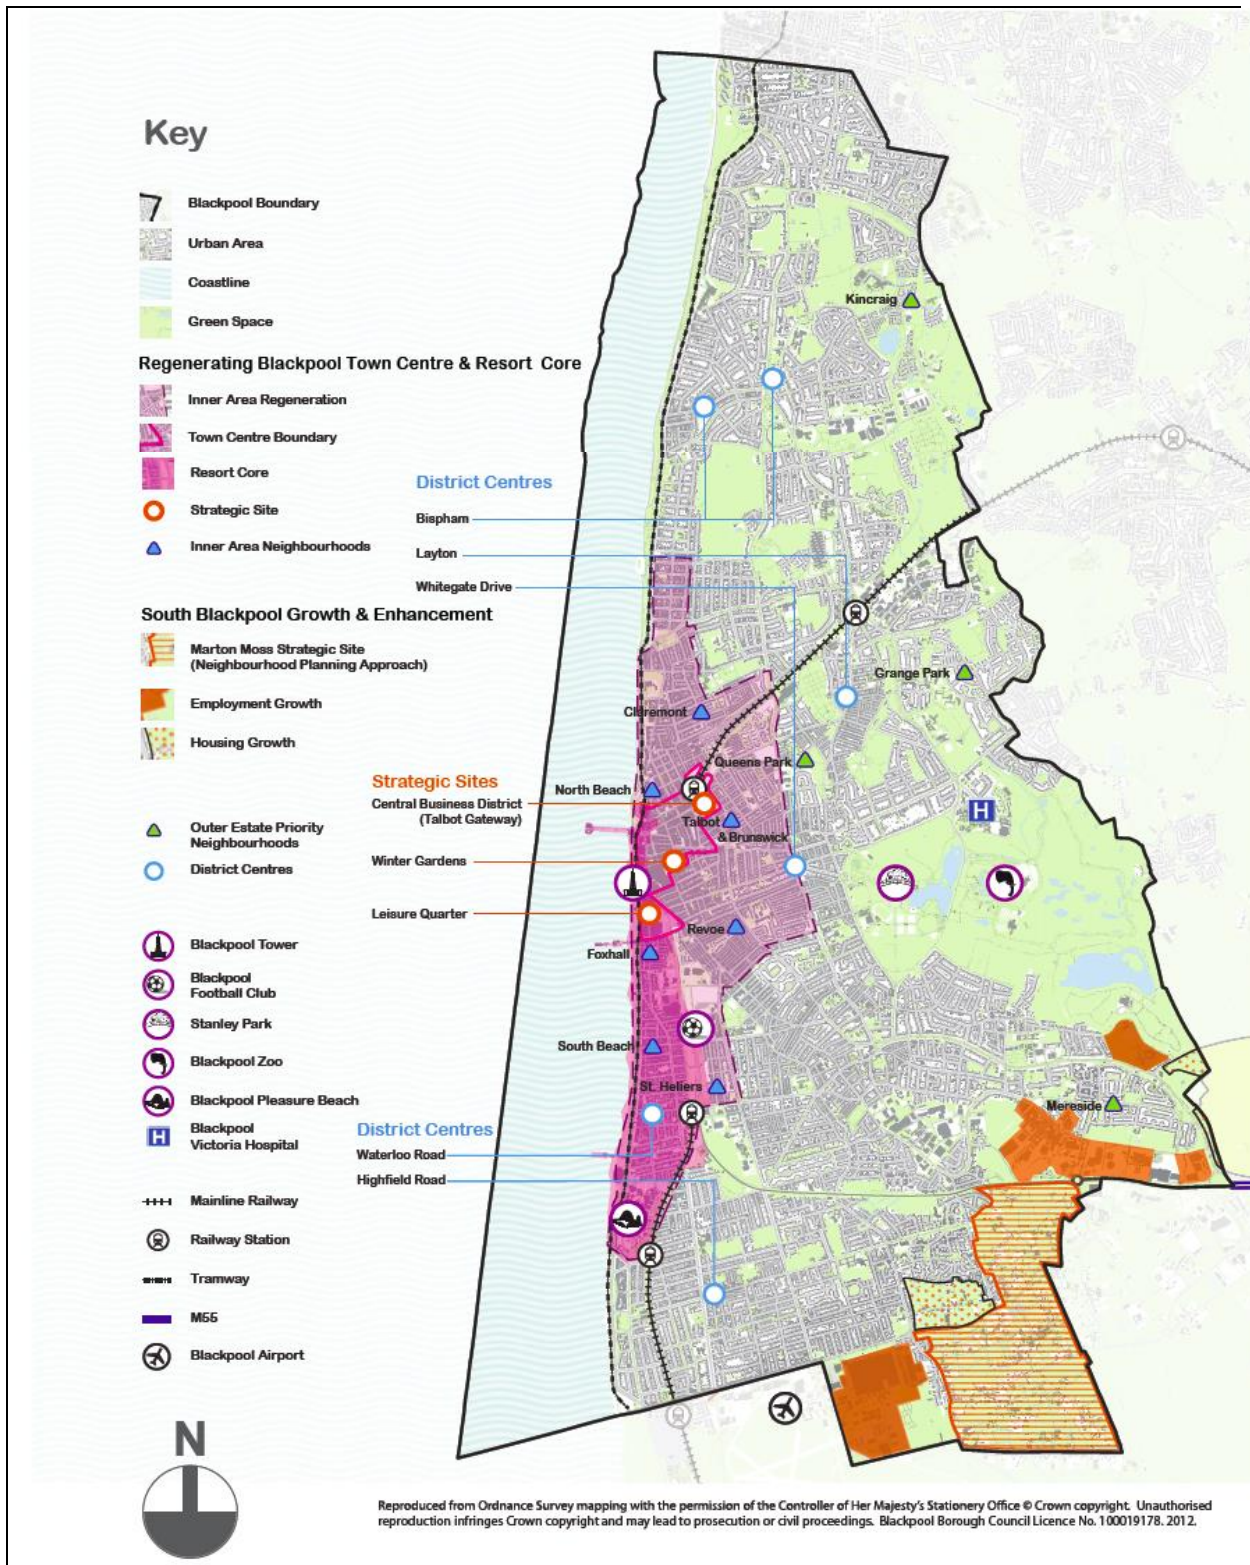 Key
Blackpool Boundary
Urban Area
Coastline
Green Space
Regenerating Blackpool Town Centre & Resort Core
Inner Area Regeneration
Town Centre Boundary
Resort Core
Strategic Site
Inner Area Neighbourhoods
South Blackpool Growth & Enhancement
Marton Moss Strategic Site
(Neighbourhood Planning Approach)
Employment Growth
Housing Growth
Outer Estate Priority
Neighbourhoods
District Centres
Blackpool Tower
Blackpool
Football Club
Stanley Park
Blackpool Zoo
Blackpool Pleasure Beach
H
Blackpool
Victoria Hospital
Mainline Railway
Railway Station
Tramway
M55
Blackpool Airport
N
District Centres
Bispham
Layton
Whitegate Drive
Strategic Sites
Central Business District
(Talbot Gateway)
Winter Gardens
Leisure Quarter
District Centres
Waterloo Road
Highfield Road
Kincraig
Grange Park
Claremont
Queens Park
North Beach
Talbot
& Brunswick
H
Revoe
Foxhall
South Beach
St. Heliers
Mereside
Reproduced from Ordnance Survey mapping with the permission of the Controller of Her Majesty's Stationery Office © Crown copyright. Unauthorised
reproduction infringes Crown copyright and may lead to prosecution or civil proceedings. Blackpool Borough Council Licence No. 100019178. 2012.